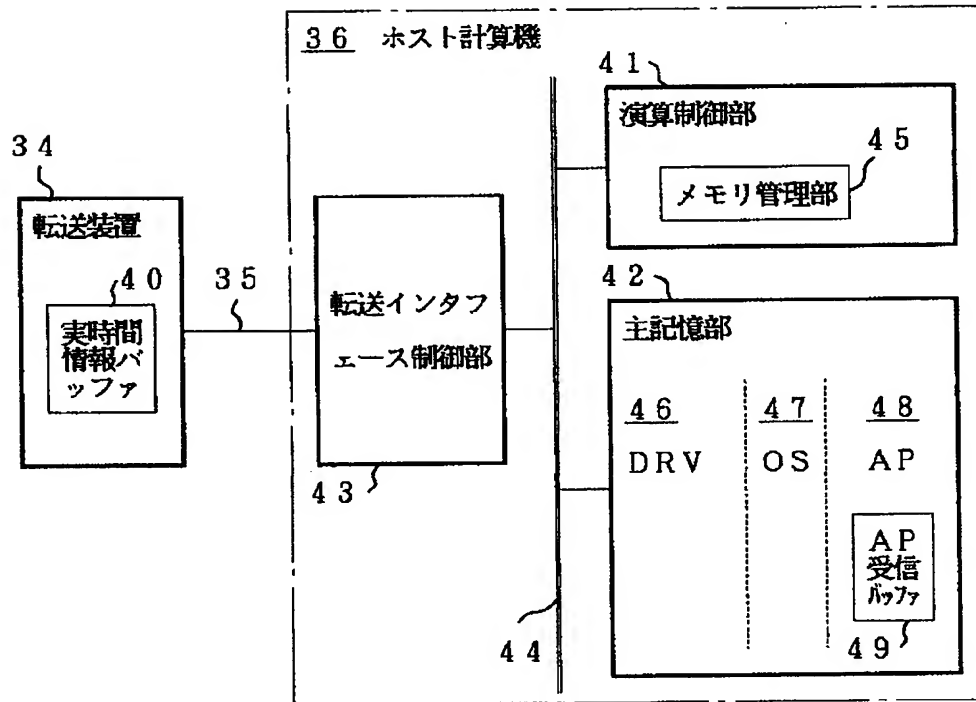 36 ホスト計算機
41
演算制御部
45
メモリ管理部
34
転送装置
40
実時間
情報バ
ッファ
35
転送インタフ
ェース制御部
43
42
主記憶部
46
47
48
DRV
OS
AP
AP
受信
バッファ
49
44